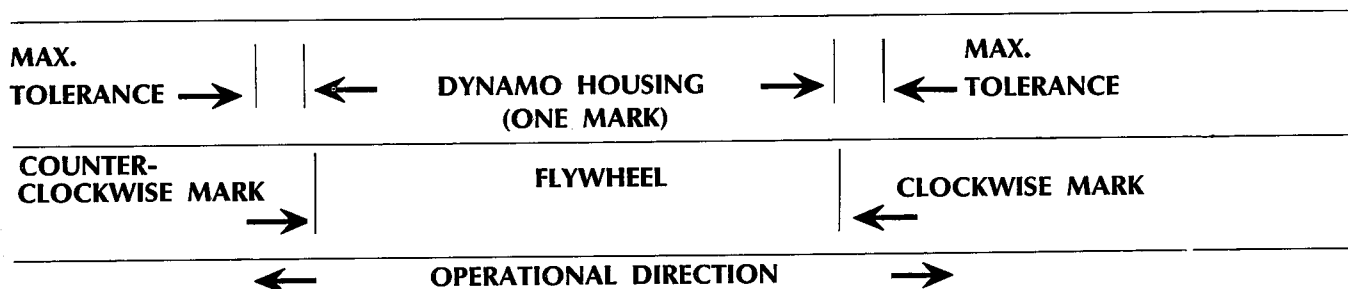 MAX.
TOLERANCE
DYNAMO HOUSING
(ONE MARK)
MAX.
TOLERANCE
COUNTER-
CLOCKWISE MARK
FLYWHEEL
CLOCKWISE MARK
OPERATIONAL DIRECTION